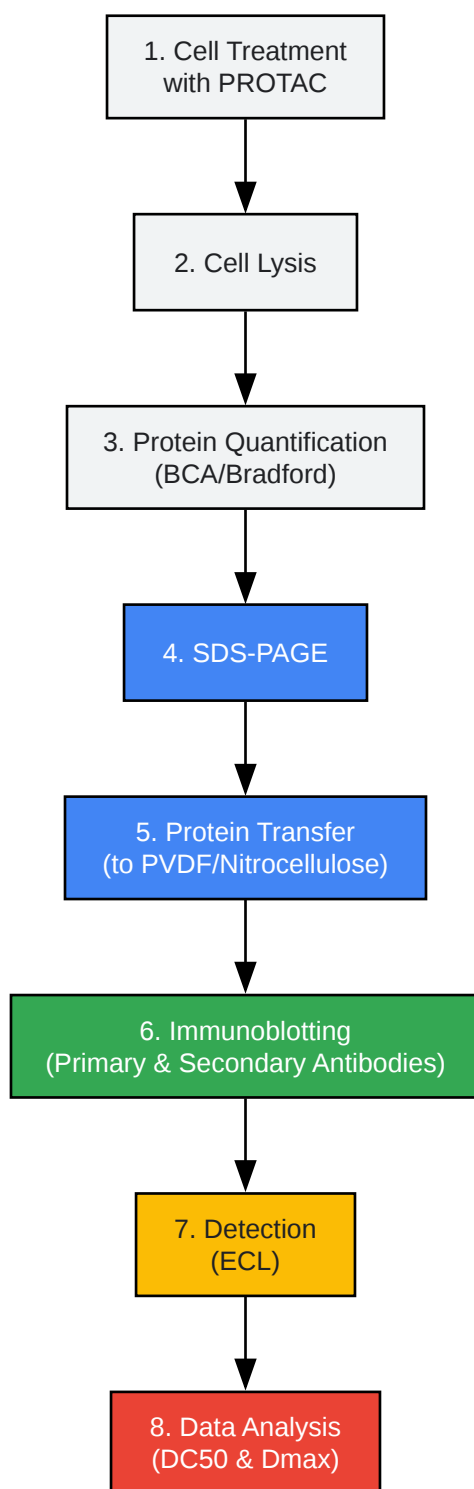 1. Cell Treatment
with PROTAC
2. Cell Lysis
3. Protein Quantification
(BCA/Bradford)
4. SDS-PAGE
5. Protein Transfer
(to PVDF/Nitrocellulose)
6. Immunoblotting
(Primary & Secondary Antibodies)
7. Detection
(ECL)
8. Data Analysis
(DC50 & Dmax)